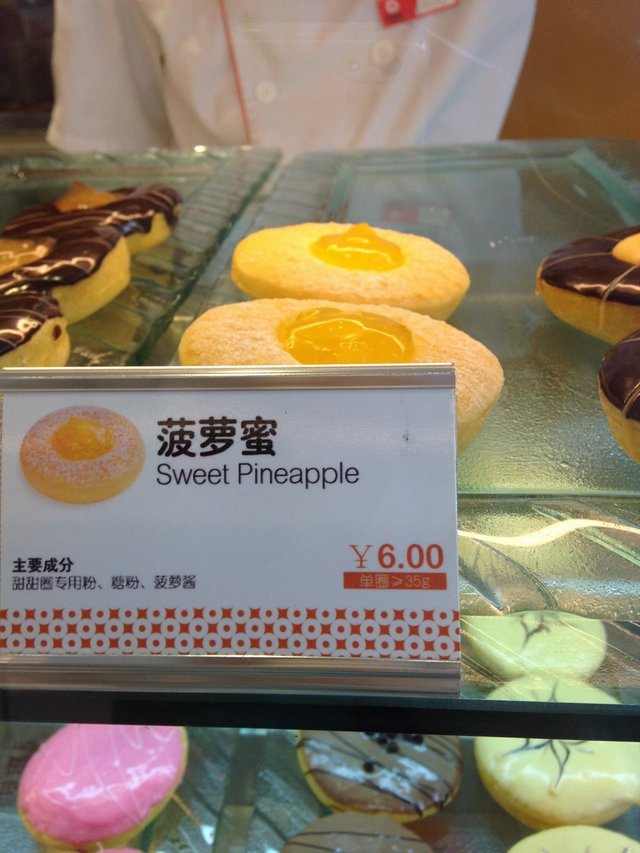 菠萝蜜
Sweet Pineapple
¥6.00
主要成分
单圈≥35g
甜甜圈专用粉、糖粉、菠萝酱